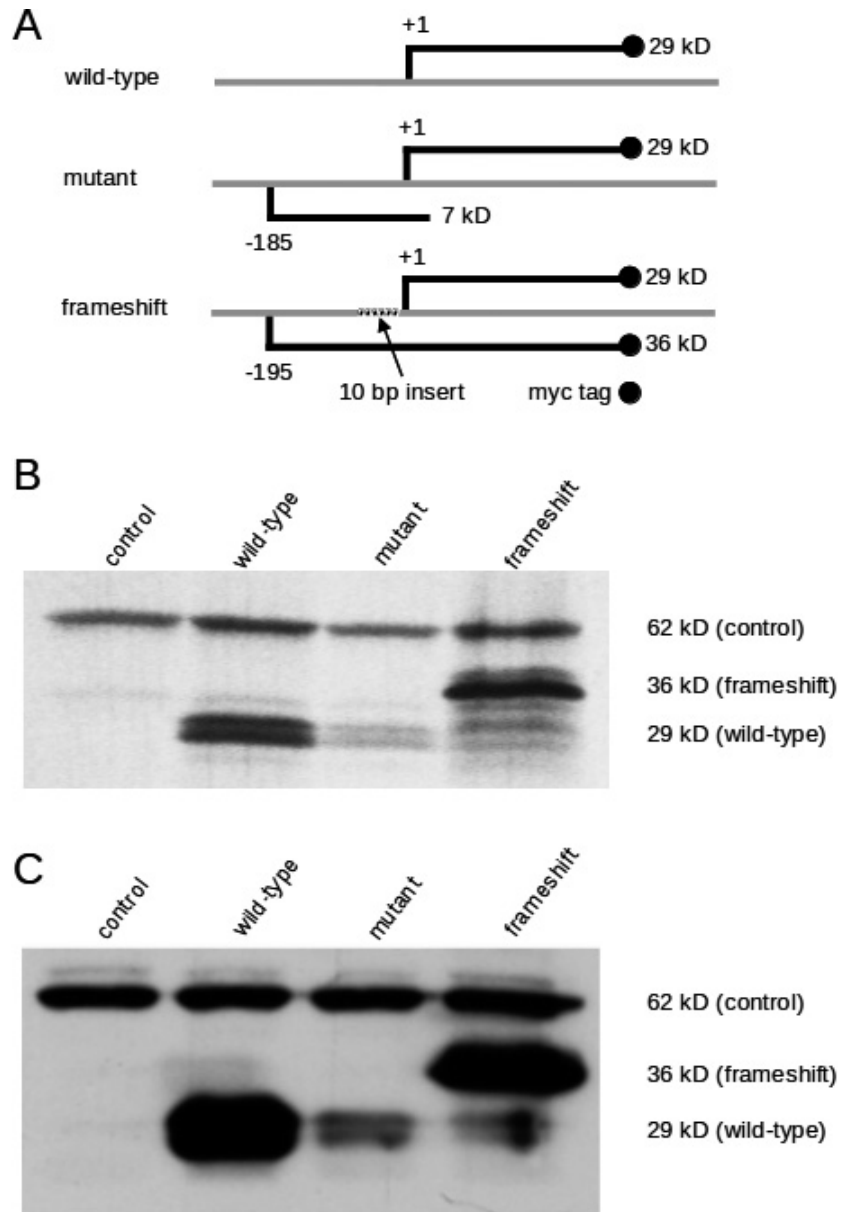 A
+1
29 kD
wild-type
+1
29 kD
mutant
7 kD
-185
+1
29 kD
frameshift
36 kD
-195
10 bp insert
myc tag
B
control
wild-type
mutant
frameshift
62 kD (control)
36 kD (frameshift)
29 kD (wild-type)
C
control
wild-type
mutant
frameshift
62 kD (control)
36 kD (frameshift)
29 kD (wild-type)